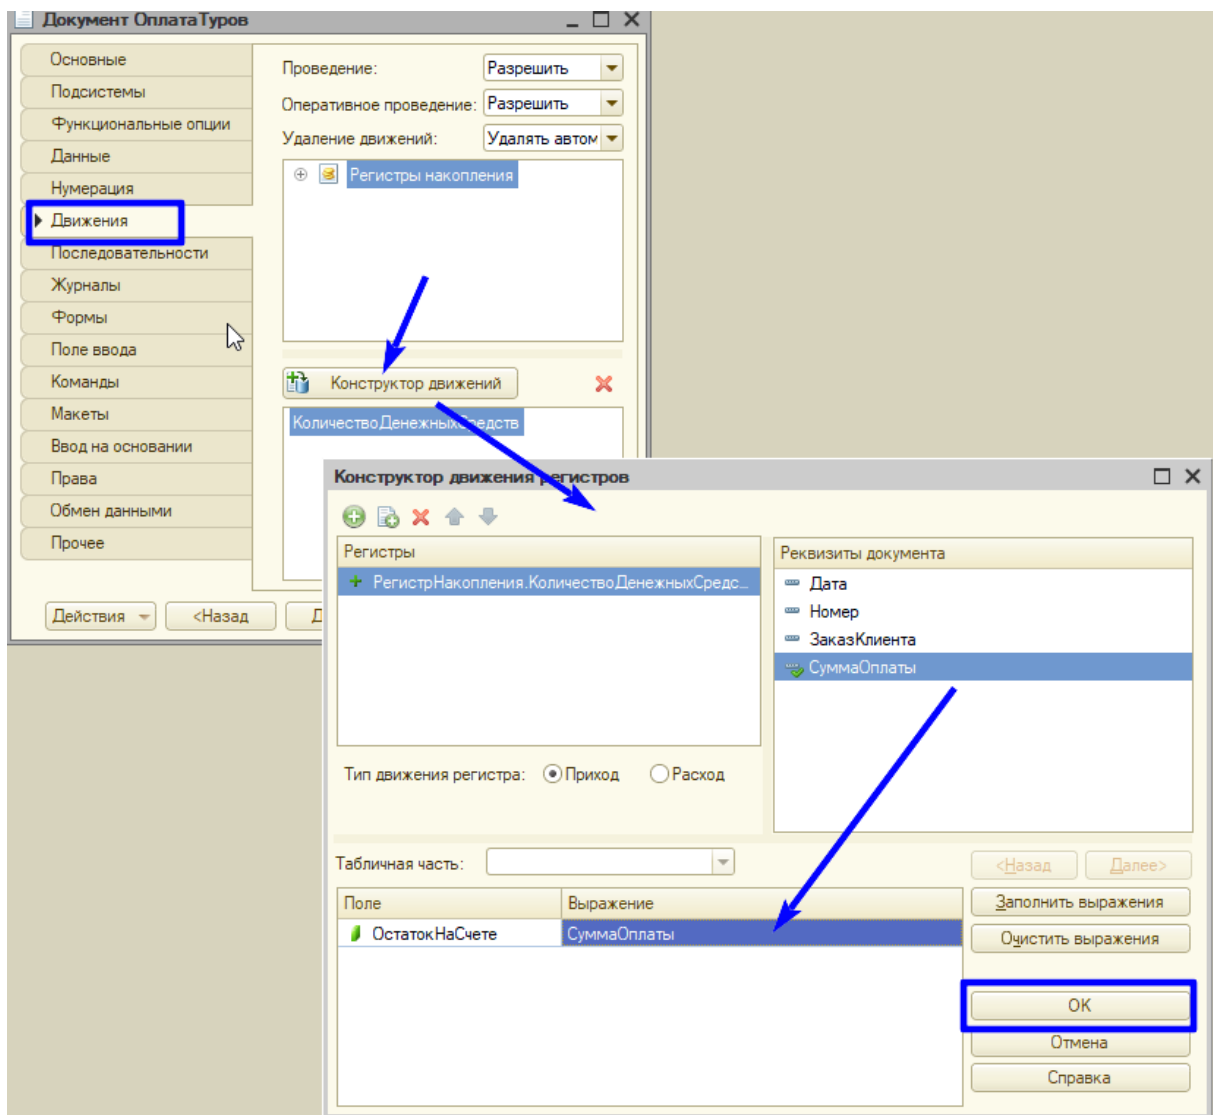 Документ ОплатаТуров
Основные
Подсистемы
Функциональные опции
Данные
Нумерация
Движения
Последовательности
Журналы
Формы
Поле ввода
Команды
Макеты
Ввод на основании
Права
Обмен данными
Прочее
Проведение: Разрешить
Оперативное проведение: Разрешить
Удаление движений: Удалять автом
Регистры накопления
Конструктор движений
КоличествоДенежныхСредств
Действия <Назад Д
Конструктор движения регистров
Регистры
РегистрНакопления.КоличествоДенежныхСредс...
Реквизиты документа
Дата
Номер
ЗаказКлиента
СуммаОплаты
Тип движения регистра: Приход Расход
Табличная часть:
<Назад Далее>
Поле Выражение
ОстатокНаСчете СуммаОплаты
Заполнить выражения
Очистить выражения
ОК
Отмена
Справка